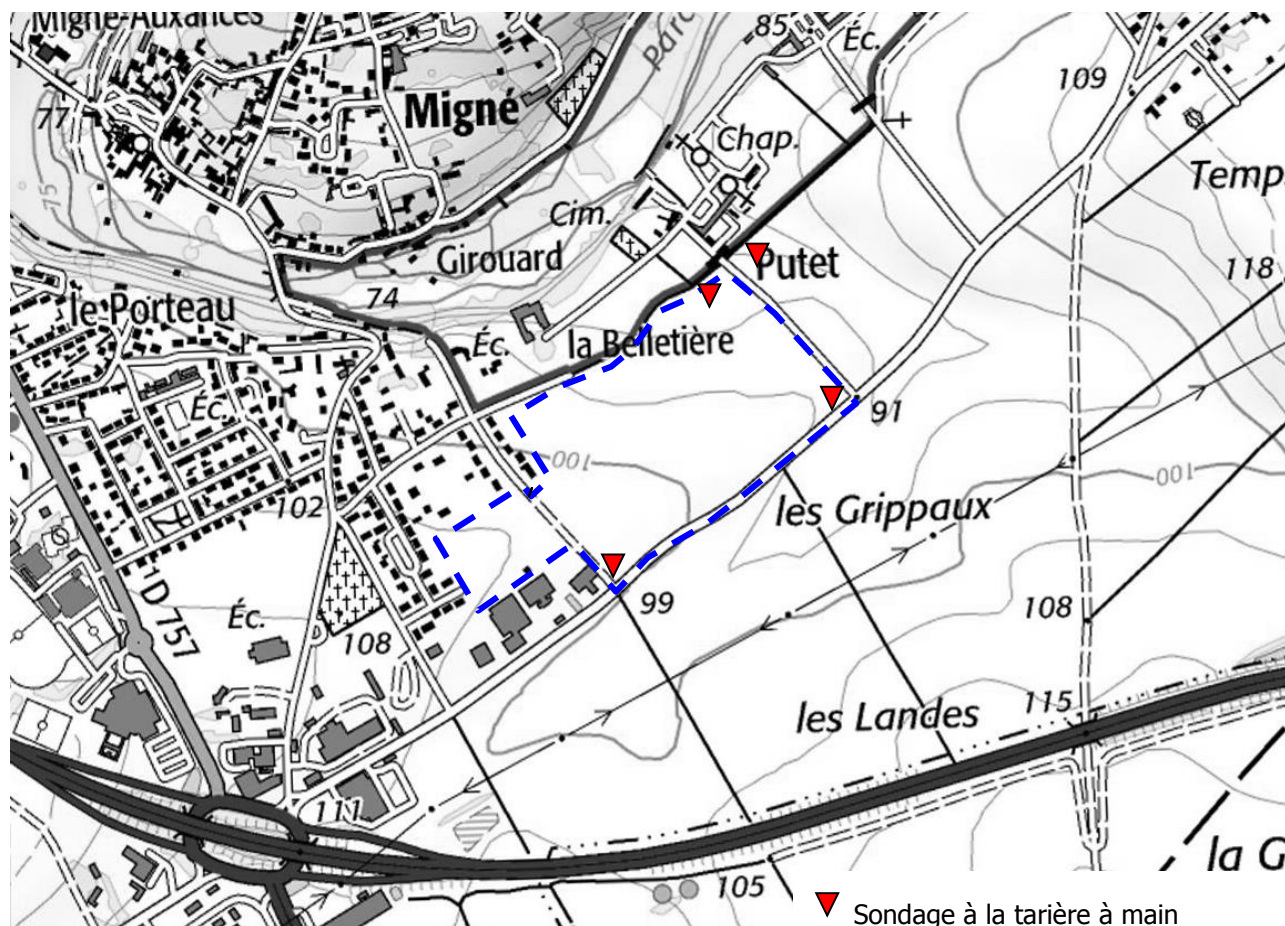 Migné-Auxances
Parc
85
Éc.
109
77
Migné
Chap.
Temp
75
Cim.
Girouard
Putet
118
74
le Porteau
Éc.
la Belletière
Éc.
91
100
100
102
les Grippaux
D 757
99
108
Éc.
108
les Landes
115
111
la G
105
Sondage à la tarière à main